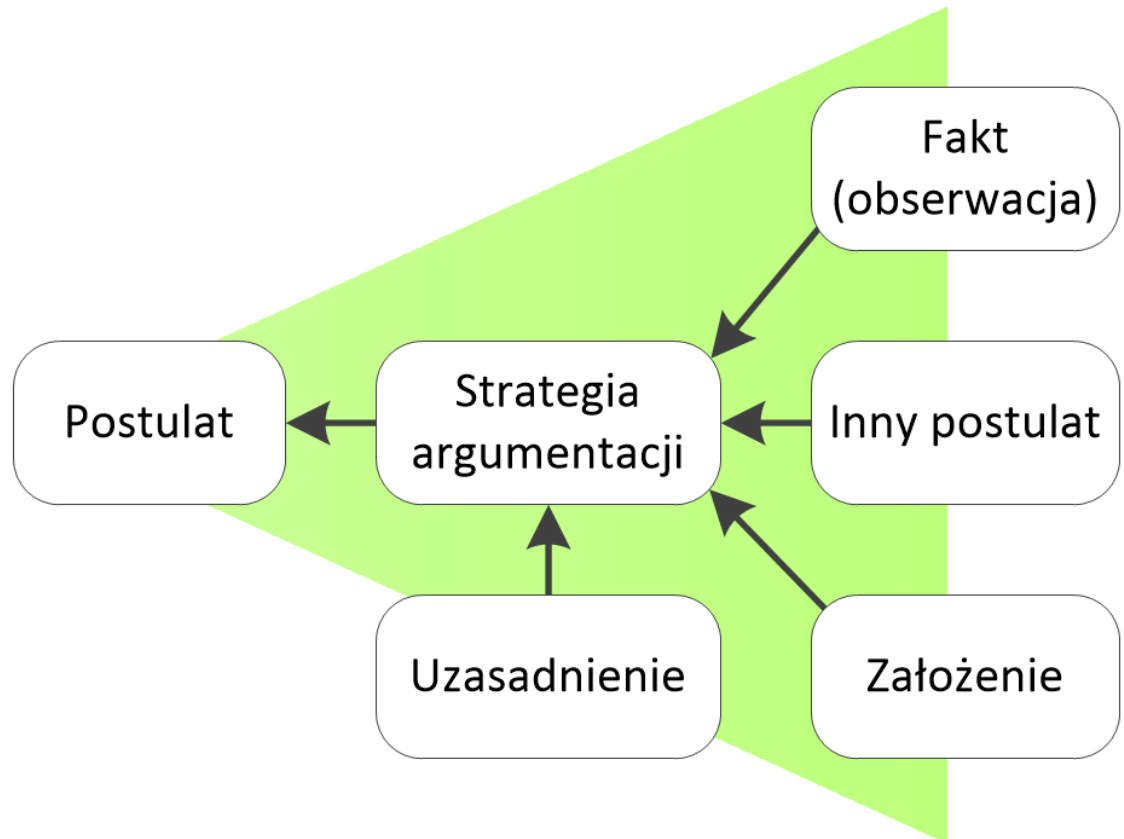 Fakt
(obserwacja)
Postulat
Strategia
argumentacji
Inny postulat
Uzasadnienie
Założenie